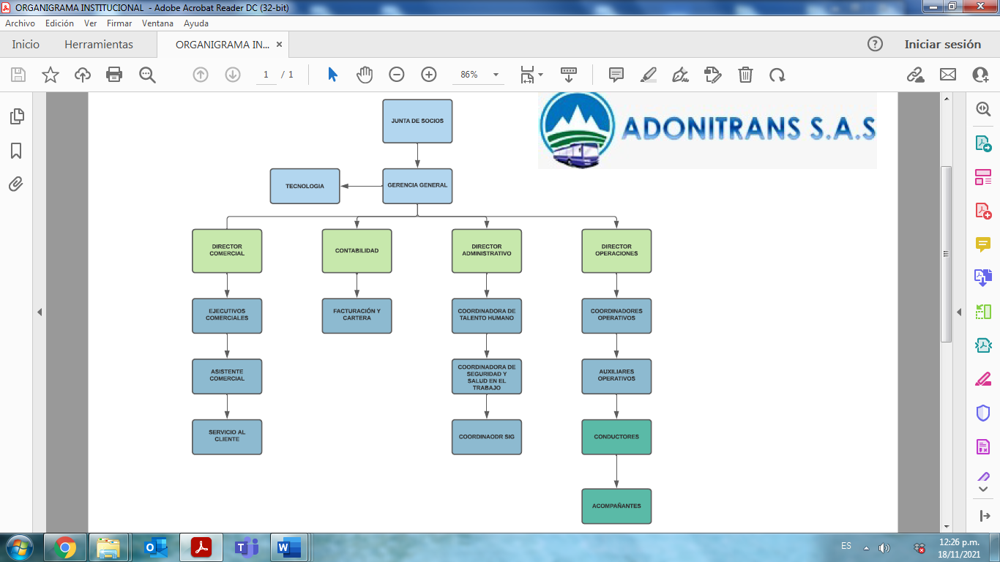 ORGANIGRAMA INSTITUCIONAL - Adobe Acrobat Reader DC (32-bit)
Archivo Edición Ver Firmar Ventana Ayuda
Inicio Herramientas ORGANIGRAMA IN... Iniciar sesión
1 / 1 86%
ADONITRANS S.A.S
JUNTA DE SOCIOS
TECNOLOGIA
GERENCIA GENERAL
DIRECTOR
COMERCIAL
CONTABILIDAD
DIRECTOR
ADMINISTRATIVO
DIRECTOR
OPERACIONES
EJECUTIVOS
COMERCIALES
FACTURACIÓN Y
CARTERA
COORDINADORA DE
TALENTO HUMANO
COORDINADORES
OPERATIVOS
ASISTENTE
COMERCIAL
COORDINADORA DE
SEGURIDAD Y
SALUD EN EL
TRABAJO
AUXILIARES
OPERATIVOS
SERVICIO AL
CLIENTE
COORDINAODR SIG
CONDUCTORES
ACOMPAÑANTES
ES
12:26 p.m.
18/11/2021